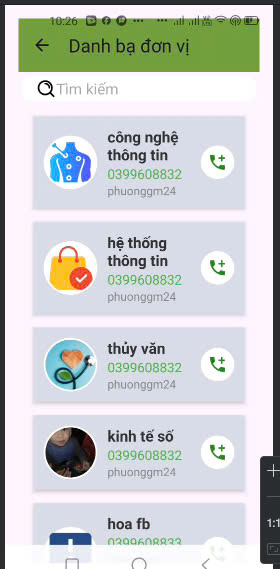 10:26
Danh bạ đơn vị
Tìm kiếm
công nghệ
thông tin
0399608832
phuonggm24
hệ thống
thông tin
0399608832
phuonggm24
thủy văn
0399608832
phuonggm24
kinh tế số
0399608832
phuonggm24
hoa fb
0399608833
1:1